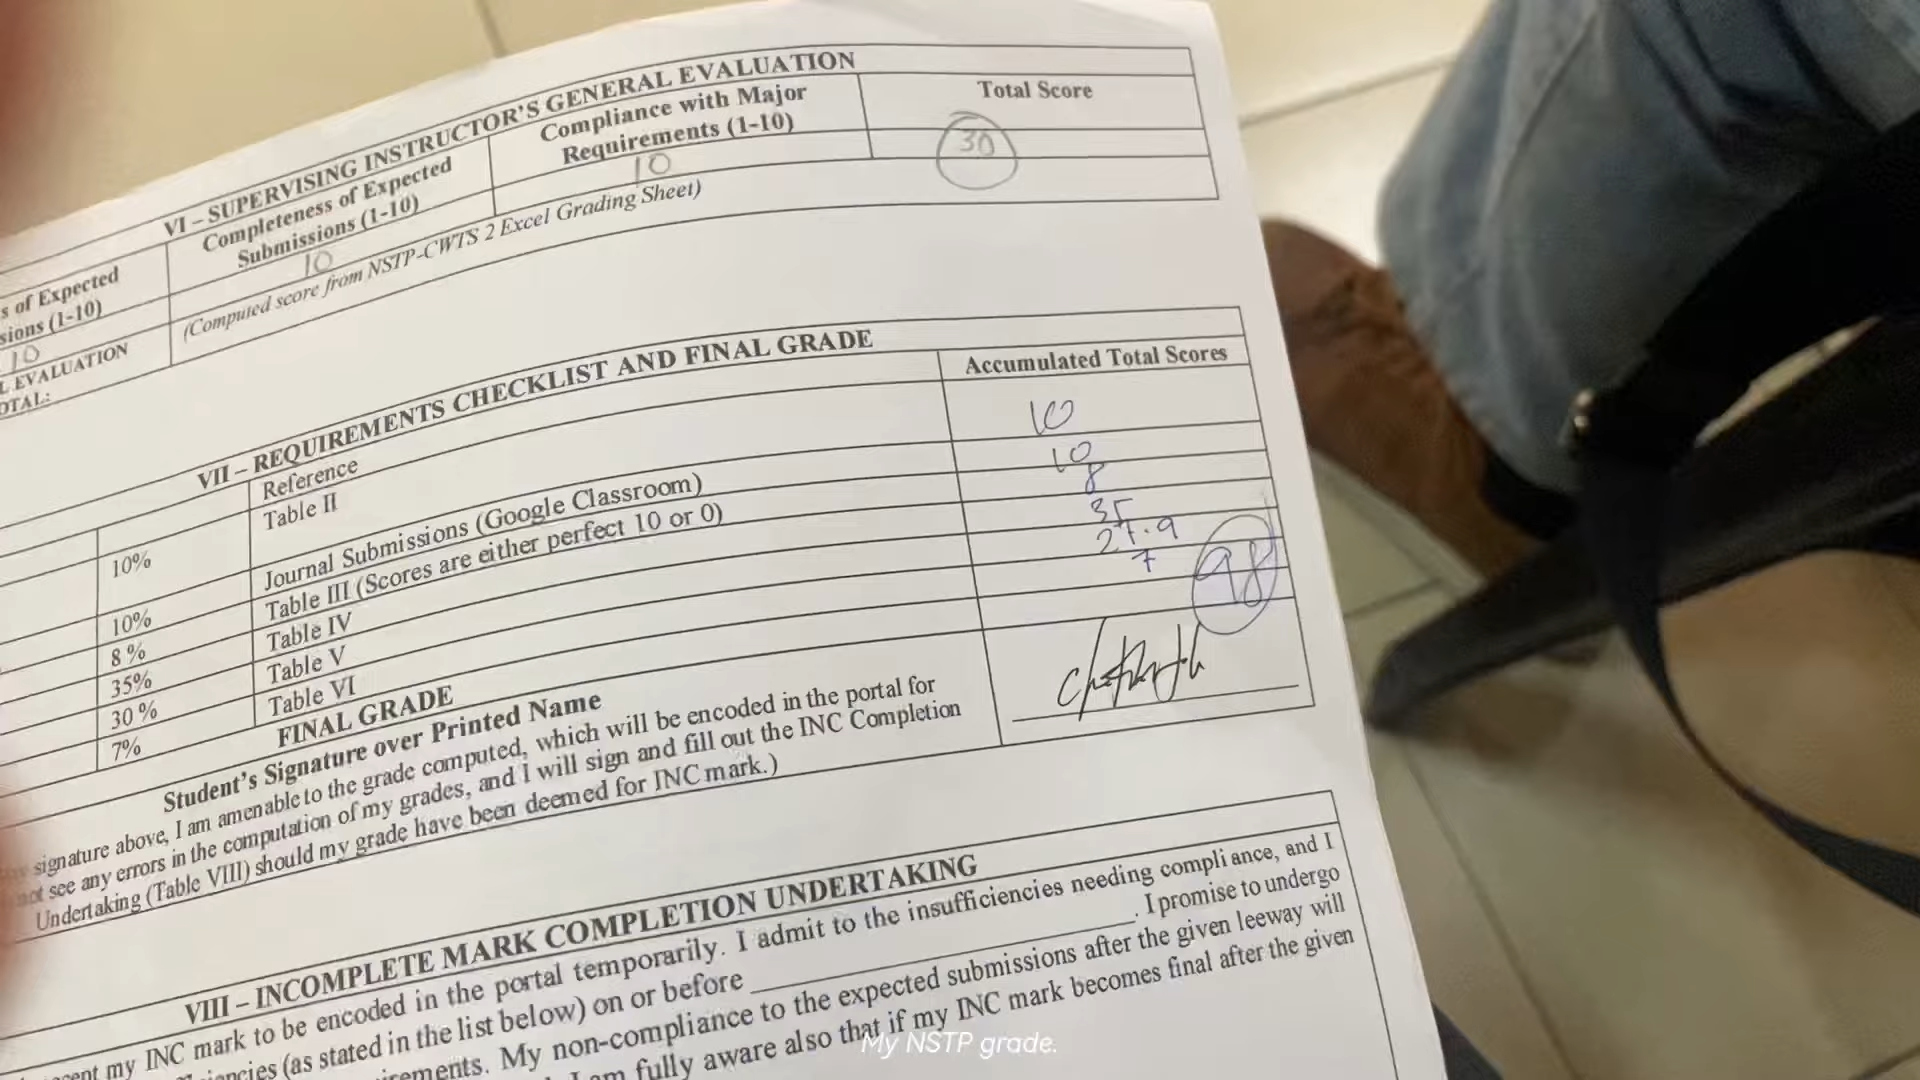 VI – SUPERVISING INSTRUCTOR'S GENERAL EVALUATION
s of Expected
sions (1-10)
Completeness of Expected
Submissions (1-10)
Compliance with Major
Requirements (1-10)
Total Score
10
10
10
30
L EVALUATION
OTAL:
(Computed score from NSTP-CWTS 2 Excel Grading Sheet)
VII – REQUIREMENTS CHECKLIST AND FINAL GRADE
Reference
Accumulated Total Scores
10%
Table II
10
10%
Journal Submissions (Google Classroom)
10
8 %
Table III (Scores are either perfect 10 or 0)
8
35%
Table IV
35
30 %
Table V
27.9
7%
Table VI
7
FINAL GRADE
98
Student's Signature over Printed Name
signature above, I am amenable to the grade computed, which will be encoded in the portal for
not see any errors in the computation of my grades, and I will sign and fill out the INC Completion
Undertaking (Table VIII) should my grade have been deemed for INC mark.)
VIII – INCOMPLETE MARK COMPLETION UNDERTAKING
my INC mark to be encoded in the portal temporarily. I admit to the insufficiencies needing compliance, and I
(as stated in the list below) on or before ____. I promise to undergo
My non-compliance to the expected submissions after the given leeway will
fully aware also that if my INC mark becomes final after the given
My NSTP grade.